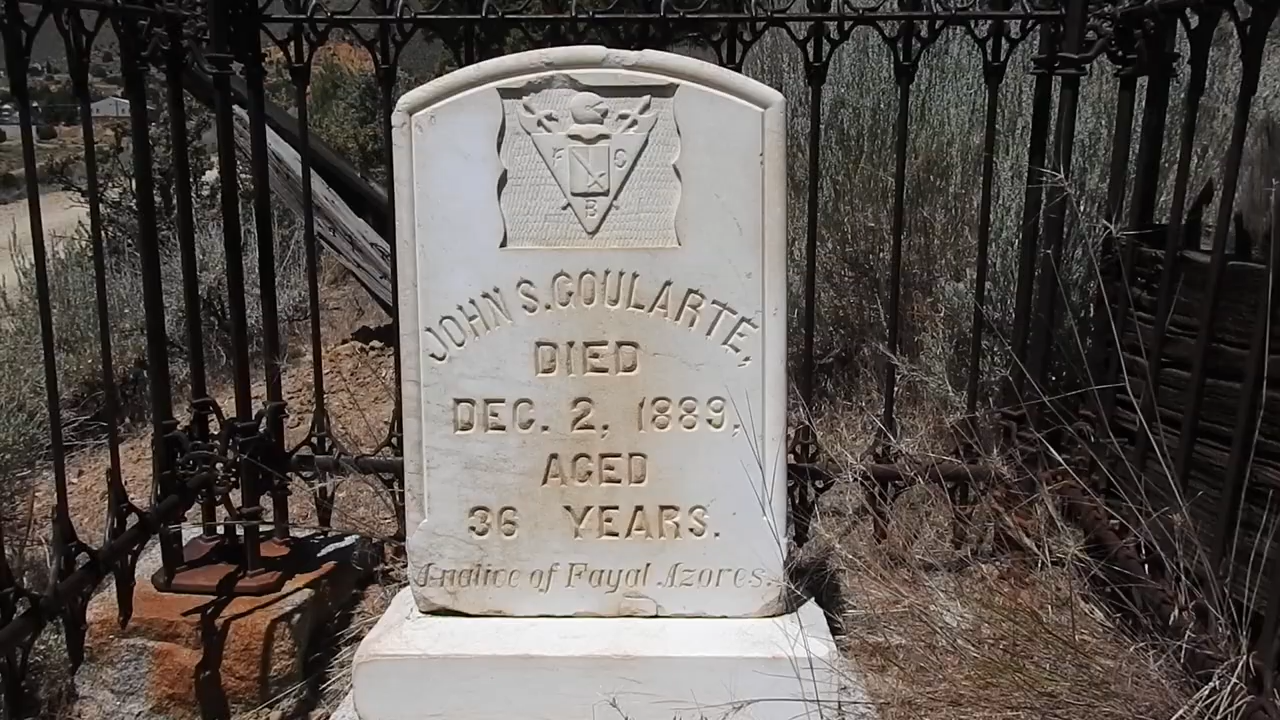 F C
B
JOHN S. GOULARTE,
DIED
DEC. 2, 1889,
AGED
36 YEARS.
A native of Fayal Azores.